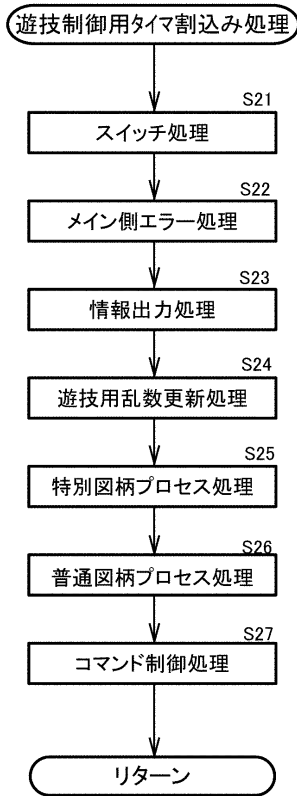 遊技制御用タイマ割込み処理
S21
スイッチ処理
S22
メイン側エラー処理
S23
情報出力処理
S24
遊技用乱数更新処理
S25
特別図柄プロセス処理
S26
普通図柄プロセス処理
S27
コマンド制御処理
リターン